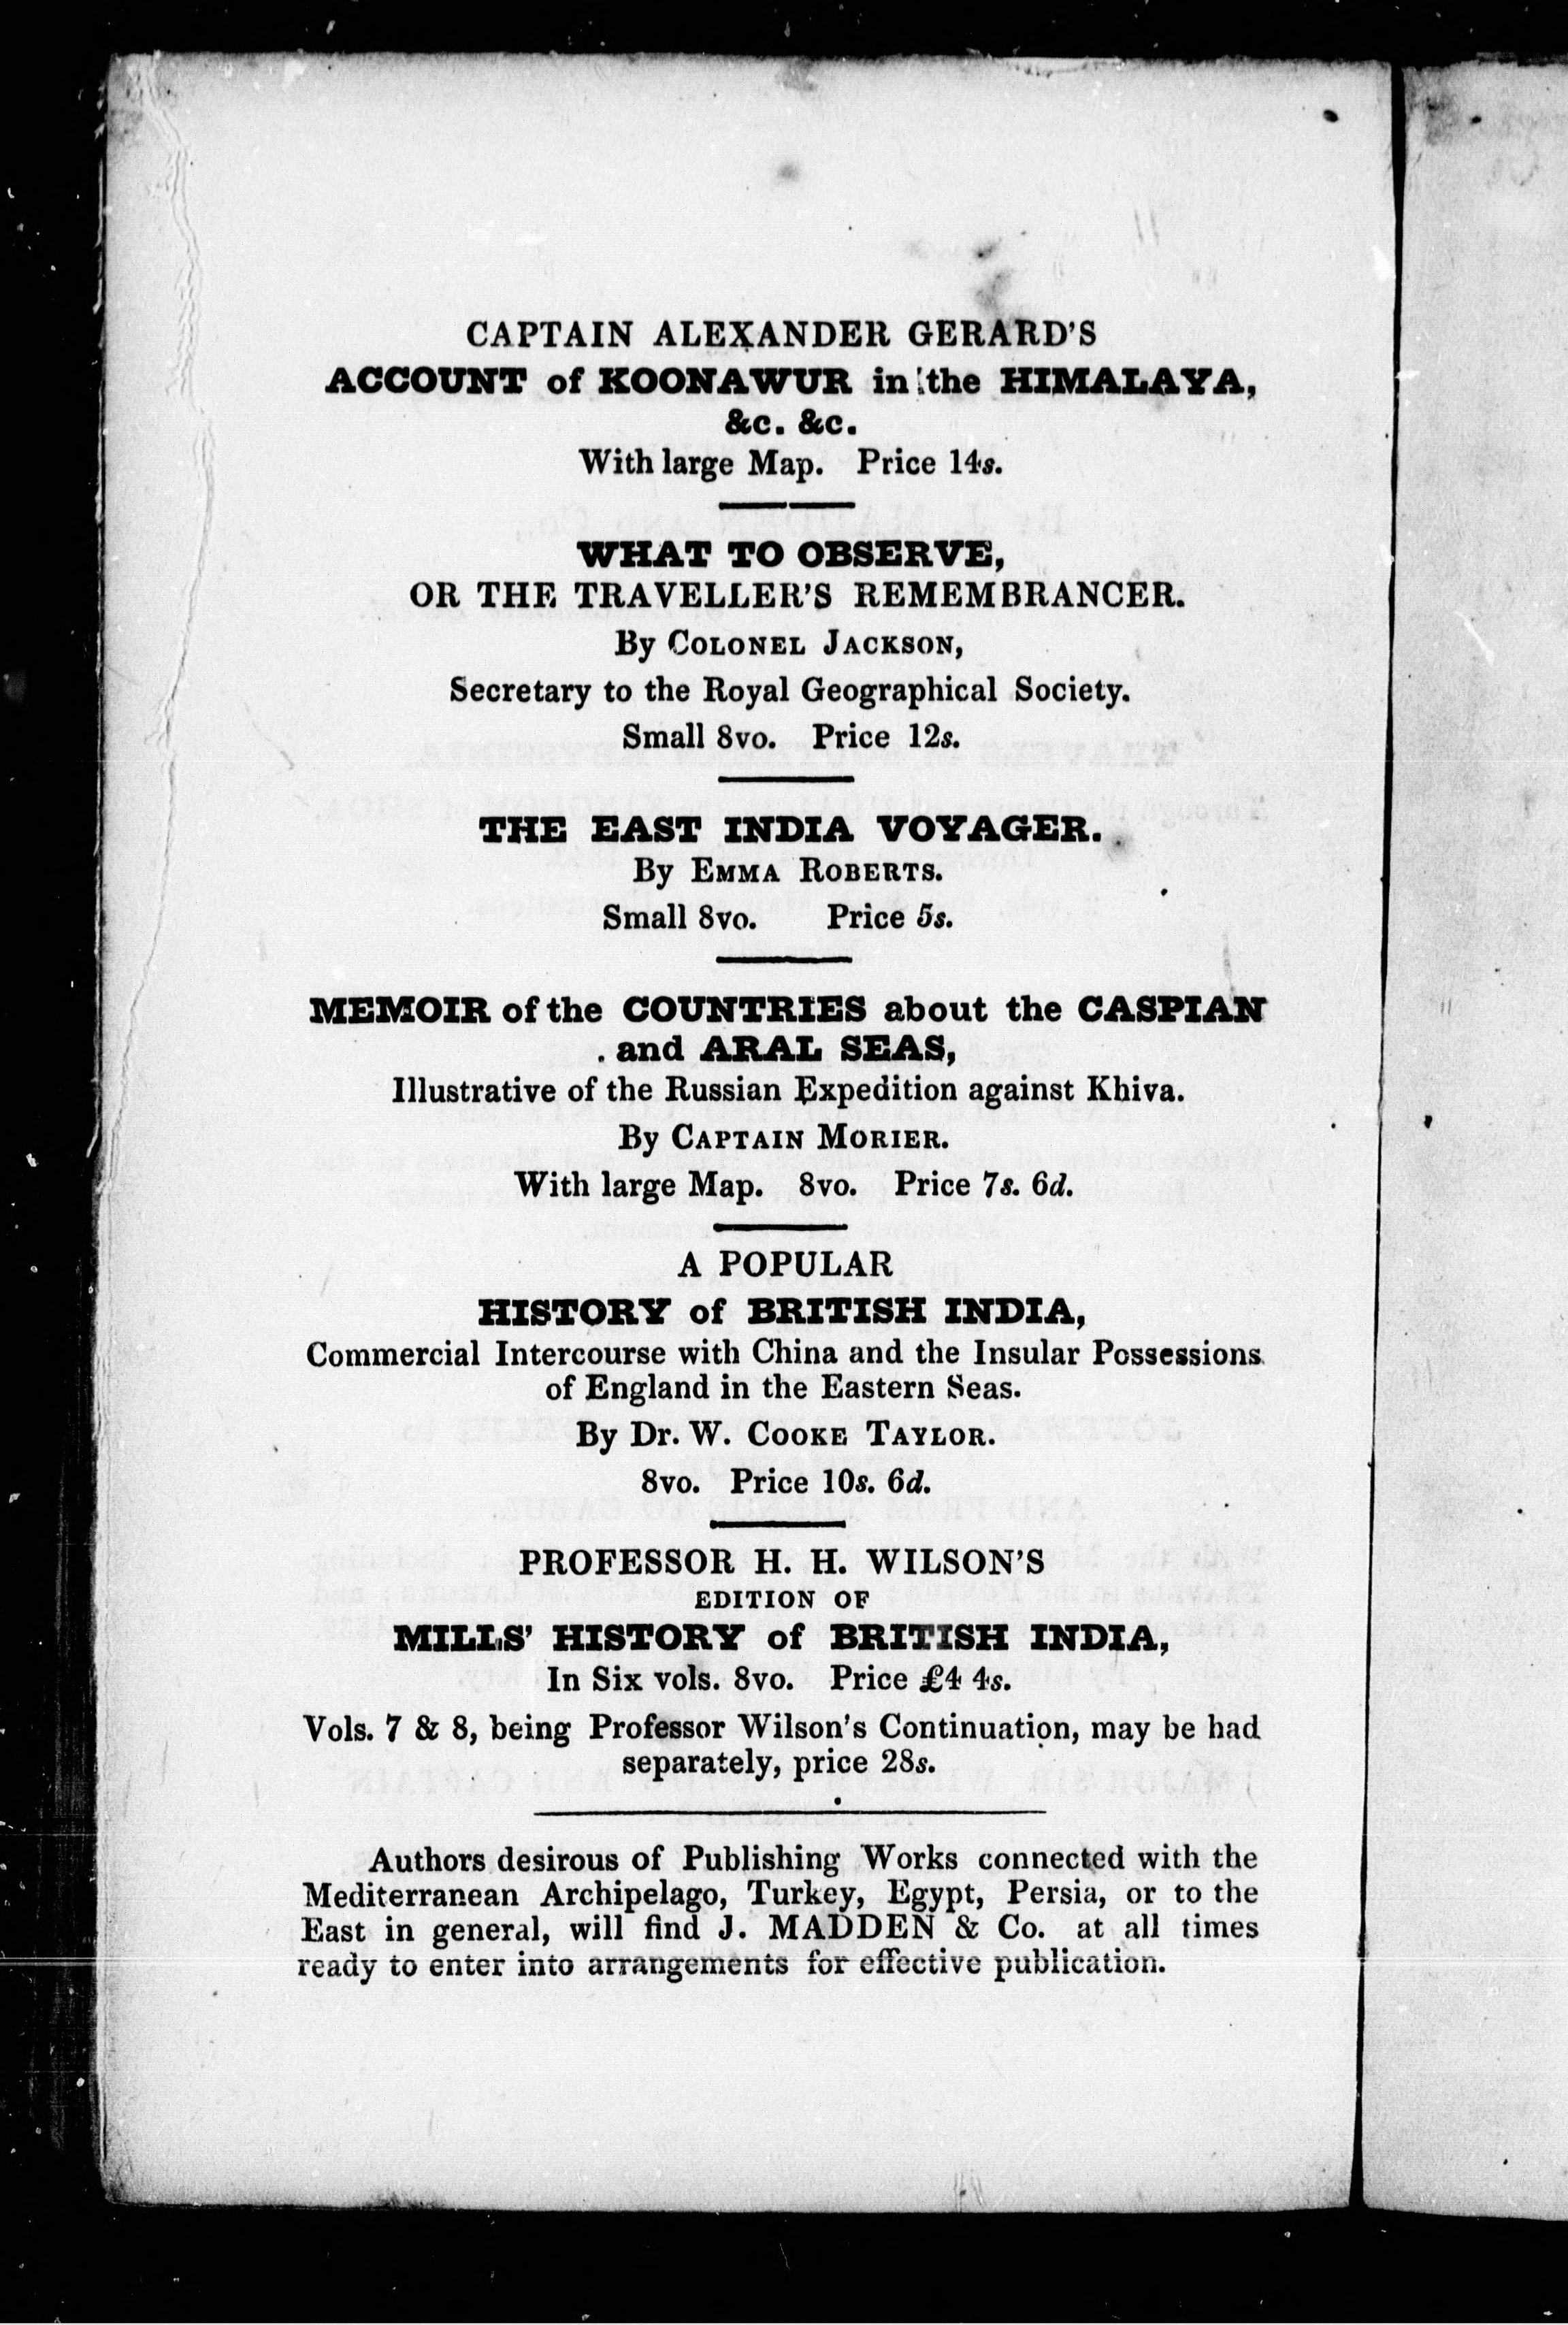 CAPTAIN ALEXANDER GERARD'S
ACCOUNT of KOONAWUR in the HIMALAYA,
&c. &c.
With large Map. Price 14s.
WHAT TO OBSERVE,
OR THE TRAVELLER'S REMEMBRANCER.
By COLONEL JACKSON,
Secretary to the Royal Geographical Society.
Small 8vo. Price 12s.
THE EAST INDIA VOYAGER.
By EMMA ROBERTS.
Small 8vo. Price 5s.
MEMOIR of the COUNTRIES about the CASPIAN
and ARAL SEAS,
Illustrative of the Russian Expedition against Khiva.
By CAPTAIN MORIER.
With large Map. 8vo. Price 7s. 6d.
A POPULAR
HISTORY of BRITISH INDIA,
Commercial Intercourse with China and the Insular Possessions
of England in the Eastern Seas.
By Dr. W. COOKE TAYLOR.
8vo. Price 10s. 6d.
PROFESSOR H. H. WILSON'S
EDITION OF
MILLS' HISTORY of BRITISH INDIA,
In Six vols. 8vo. Price £4 4s.
Vols. 7 & 8, being Professor Wilson's Continuation, may be had
separately, price 28s.
Authors desirous of Publishing Works connected with the
Mediterranean Archipelago, Turkey, Egypt, Persia, or to the
East in general, will find J. MADDEN & Co. at all times
ready to enter into arrangements for effective publication.